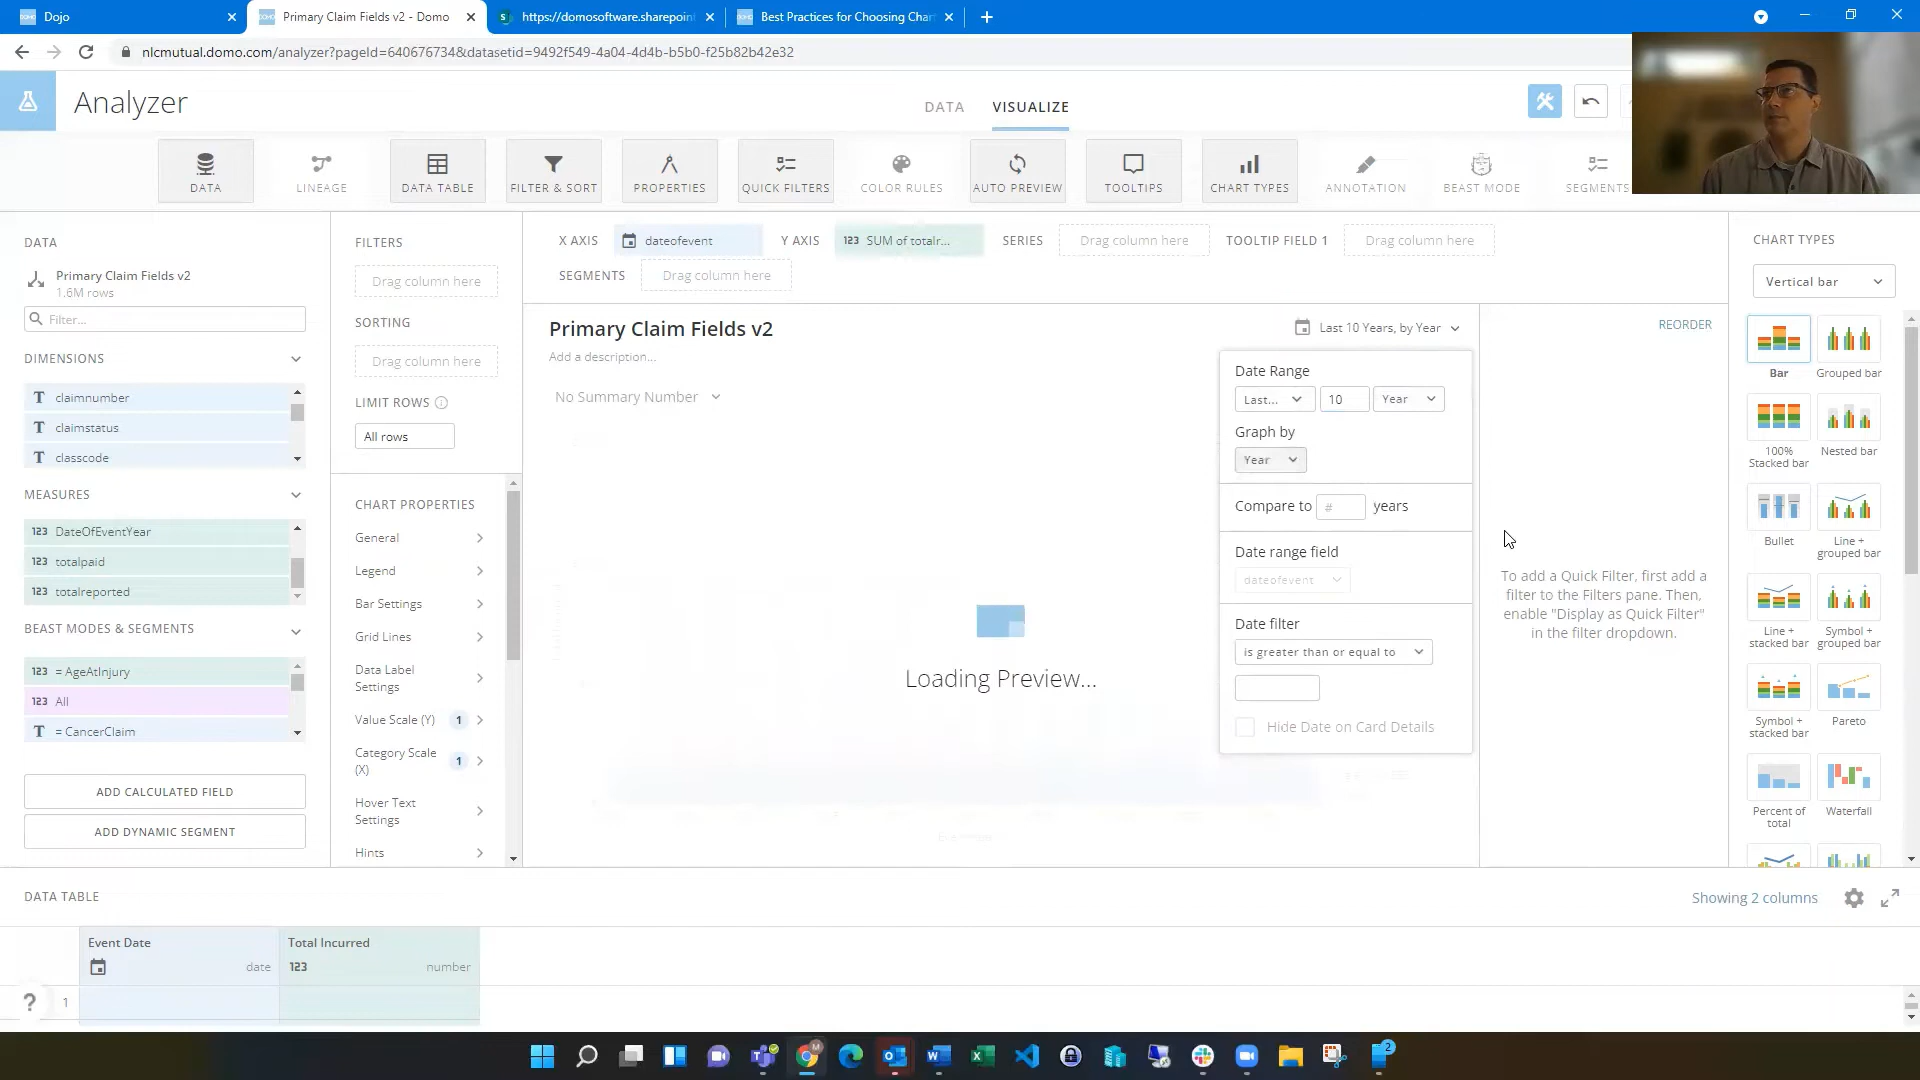 Dojo
Primary Claim Fields v2 - Domo
https://domosoftware.sharepoint
Best Practices for Choosing Char
nlcmutual.domo.com/analyzer?pageId=640676734&datasetid=9492f549-4a04-4d4b-b5b0-f25b82b42e32
Analyzer
DATA
VISUALIZE
DATA
LINEAGE
DATA TABLE
FILTER & SORT
PROPERTIES
QUICK FILTERS
COLOR RULES
AUTO PREVIEW
TOOLTIPS
CHART TYPES
ANNOTATION
BEAST MODE
SEGMENTS
DATA
Primary Claim Fields v2
1.6M rows
Filter...
DIMENSIONS
T claimnumber
T claimstatus
T classcode
MEASURES
123 DateOfEventYear
123 totalpaid
123 totalreported
BEAST MODES & SEGMENTS
123 = AgeAtInjury
123 All
T = CancerClaim
ADD CALCULATED FIELD
ADD DYNAMIC SEGMENT
FILTERS
Drag column here
SORTING
Drag column here
LIMIT ROWS
All rows
CHART PROPERTIES
General
Legend
Bar Settings
Grid Lines
Data Label
Settings
Value Scale (Y) 1
Category Scale
(X) 1
Hover Text
Settings
Hints
X AXIS dateofevent Y AXIS 123 SUM of totalr... SERIES Drag column here TOOLTIP FIELD 1 Drag column here
SEGMENTS Drag column here
Primary Claim Fields v2
Add a description...
No Summary Number
Last 10 Years, by Year
Loading Preview...
Date Range
Last... 10 Year
Graph by
Year
Compare to # years
Date range field
dateofevent
Date filter
is greater than or equal to
Hide Date on Card Details
REORDER
To add a Quick Filter, first add a
filter to the Filters pane. Then,
enable "Display as Quick Filter"
in the filter dropdown.
CHART TYPES
Vertical bar
Bar
Grouped bar
100%
Stacked bar
Nested bar
Bullet
Line +
grouped bar
Line +
stacked bar
Symbol +
grouped bar
Symbol +
stacked bar
Pareto
Percent of
total
Waterfall
DATA TABLE
Showing 2 columns
Event Date
date
Total Incurred
123 number
? 1
2